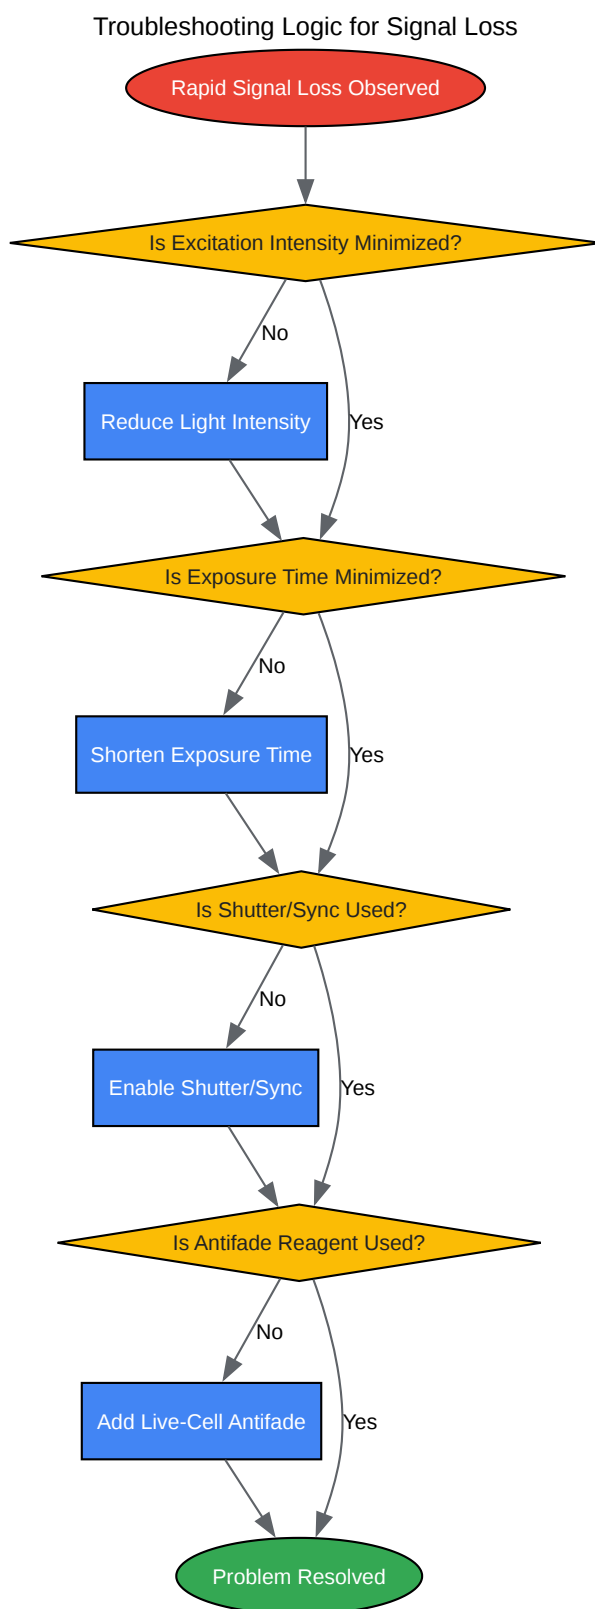 Troubleshooting Logic for Signal Loss
Rapid Signal Loss Observed
Is Excitation Intensity Minimized?
No
Reduce Light Intensity
Yes
Is Exposure Time Minimized?
No
Shorten Exposure Time
Yes
Is Shutter/Sync Used?
No
Enable Shutter/Sync
Yes
Is Antifade Reagent Used?
No
Add Live-Cell Antifade
Yes
Problem Resolved